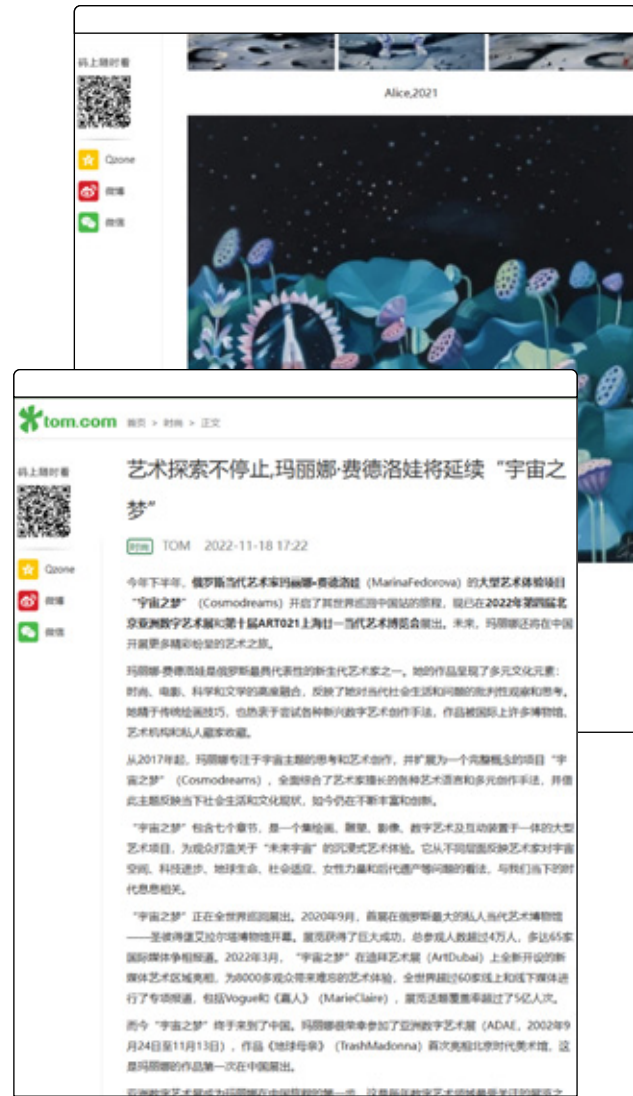 码上随时看
Alice,2021
Qzone
微博
微信
tom.com 首页 > 时尚 > 正文
码上随时看
Qzone
微博
微信
艺术探索不停止,玛丽娜·费德洛娃将延续“宇宙之
梦”
时尚 TOM 2022-11-18 17:22
今年下半年，俄罗斯当代艺术家玛丽娜·费德洛娃（MarinaFedorova）的大型艺术体验项目
“宇宙之梦”（Cosmodreams）开启了其世界巡回中国站的旅程，现已在2022年第四届北
京亚洲数字艺术展和第十届ART021上海廿一当代艺术博览会展出。未来，玛丽娜还将在中国
开展更多精彩纷呈的艺术之旅。
玛丽娜·费德洛娃是俄罗斯最具代表性的新生代艺术家之一。她的作品呈现了多元文化元素：
时尚、电影、科学和文学的高度融合，反映了她对当代社会生活和问题的批判性观察和思考。
她精于传统绘画技巧，也热衷于尝试各种新兴数字艺术创作手法，作品被国际上许多博物馆、
艺术机构和私人藏家收藏。
从2017年起，玛丽娜专注于宇宙主题的思考和艺术创作，并扩展为一个完整概念的项目“宇
宙之梦”（Cosmodreams），全面综合了艺术家擅长的各种艺术语言和多元创作手法，并借
此主题反映当下社会生活和文化现状，如今仍在不断丰富和创新。
“宇宙之梦”包含七个章节，是一个集绘画、雕塑、影像、数字艺术及互动装置于一体的大型
艺术项目，为观众打造关于“未来宇宙”的沉浸式艺术体验。它从不同层面反映艺术家对宇宙
空间、科技进步、地球生命、社会适应、女性力量和后代遗产等问题的看法，与我们当下的时
代息息相关。
“宇宙之梦”正在全世界巡回展出。2020年9月，首展在俄罗斯最大的私人当代艺术博物馆
——圣彼得堡艾拉尔塔博物馆开幕。展览获得了巨大成功，总参观人数超过4万人，多达65家
国际媒体争相报道。2022年3月，“宇宙之梦”在迪拜艺术展（ArtDubai）上全新开设的新
媒体艺术区域亮相，为8000多观众带来难忘的艺术体验，全世界超过60家线上和线下媒体进
行了专项报道，包括Vogue和《嘉人》（MarieClaire），展览话题覆盖率超过了5亿人次。
而今“宇宙之梦”终于来到了中国。玛丽娜很荣幸参加了亚洲数字艺术展（ADAE，2002年9
月24日至11月13日），作品《地球母亲》（TrashMadonna）首次亮相北京时代美术馆，这
是玛丽娜的作品第一次在中国展出。
亚洲数字艺术展成为玛丽娜在中国旅程的第一步，这是每年数字艺术领域最受关注的展览之